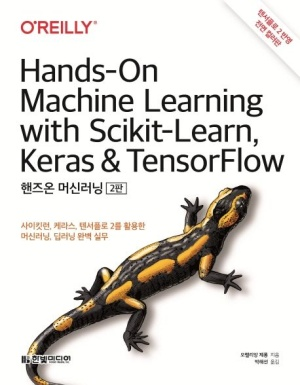 O'REILLY®
텐서플로 2 반영
전면 컬러판
Hands-On
Machine Learning
with Scikit-Learn,
Keras & TensorFlow
핸즈온 머신러닝 2판
사이킷런, 케라스, 텐서플로 2를 활용한
머신러닝, 딥러닝 완벽 실무
오렐리앙 제롱 지음
박해선 옮김
한빛미디어